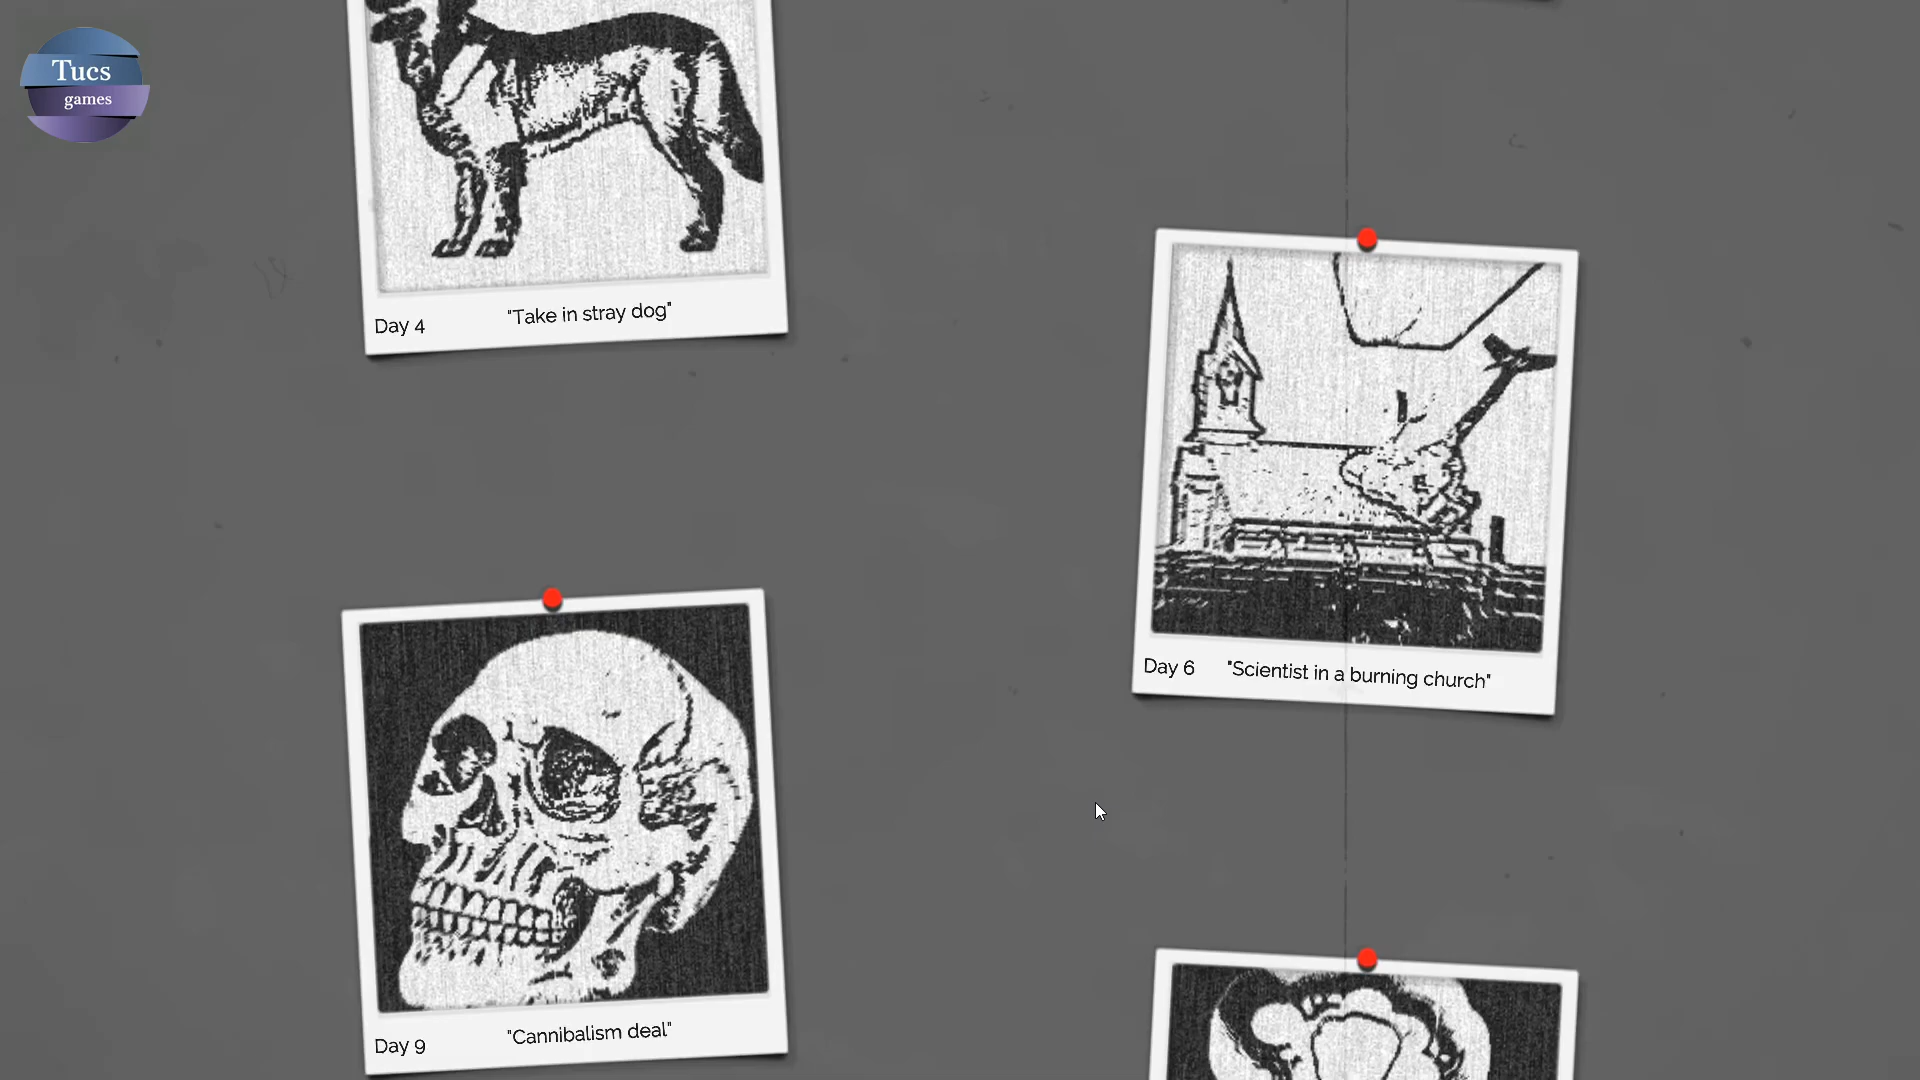 Tucs
games
Day 4 "Take in stray dog"
Day 6 "Scientist in a burning church"
Day 9 "Cannibalism deal"